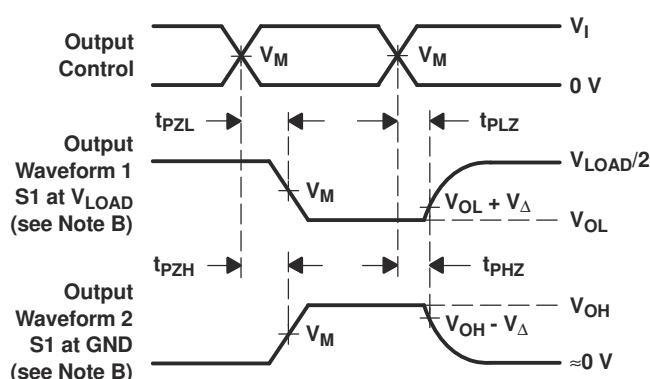 Output
Control
V_M
V_M
V_I
0 V
t_PZL
t_PLZ
Output
Waveform 1
S1 at V_LOAD
(see Note B)
V_M
V_LOAD/2
V_OL + V_Δ
V_OL
t_PZH
t_PHZ
Output
Waveform 2
S1 at GND
(see Note B)
V_M
V_OH
V_OH - V_Δ
≈0 V